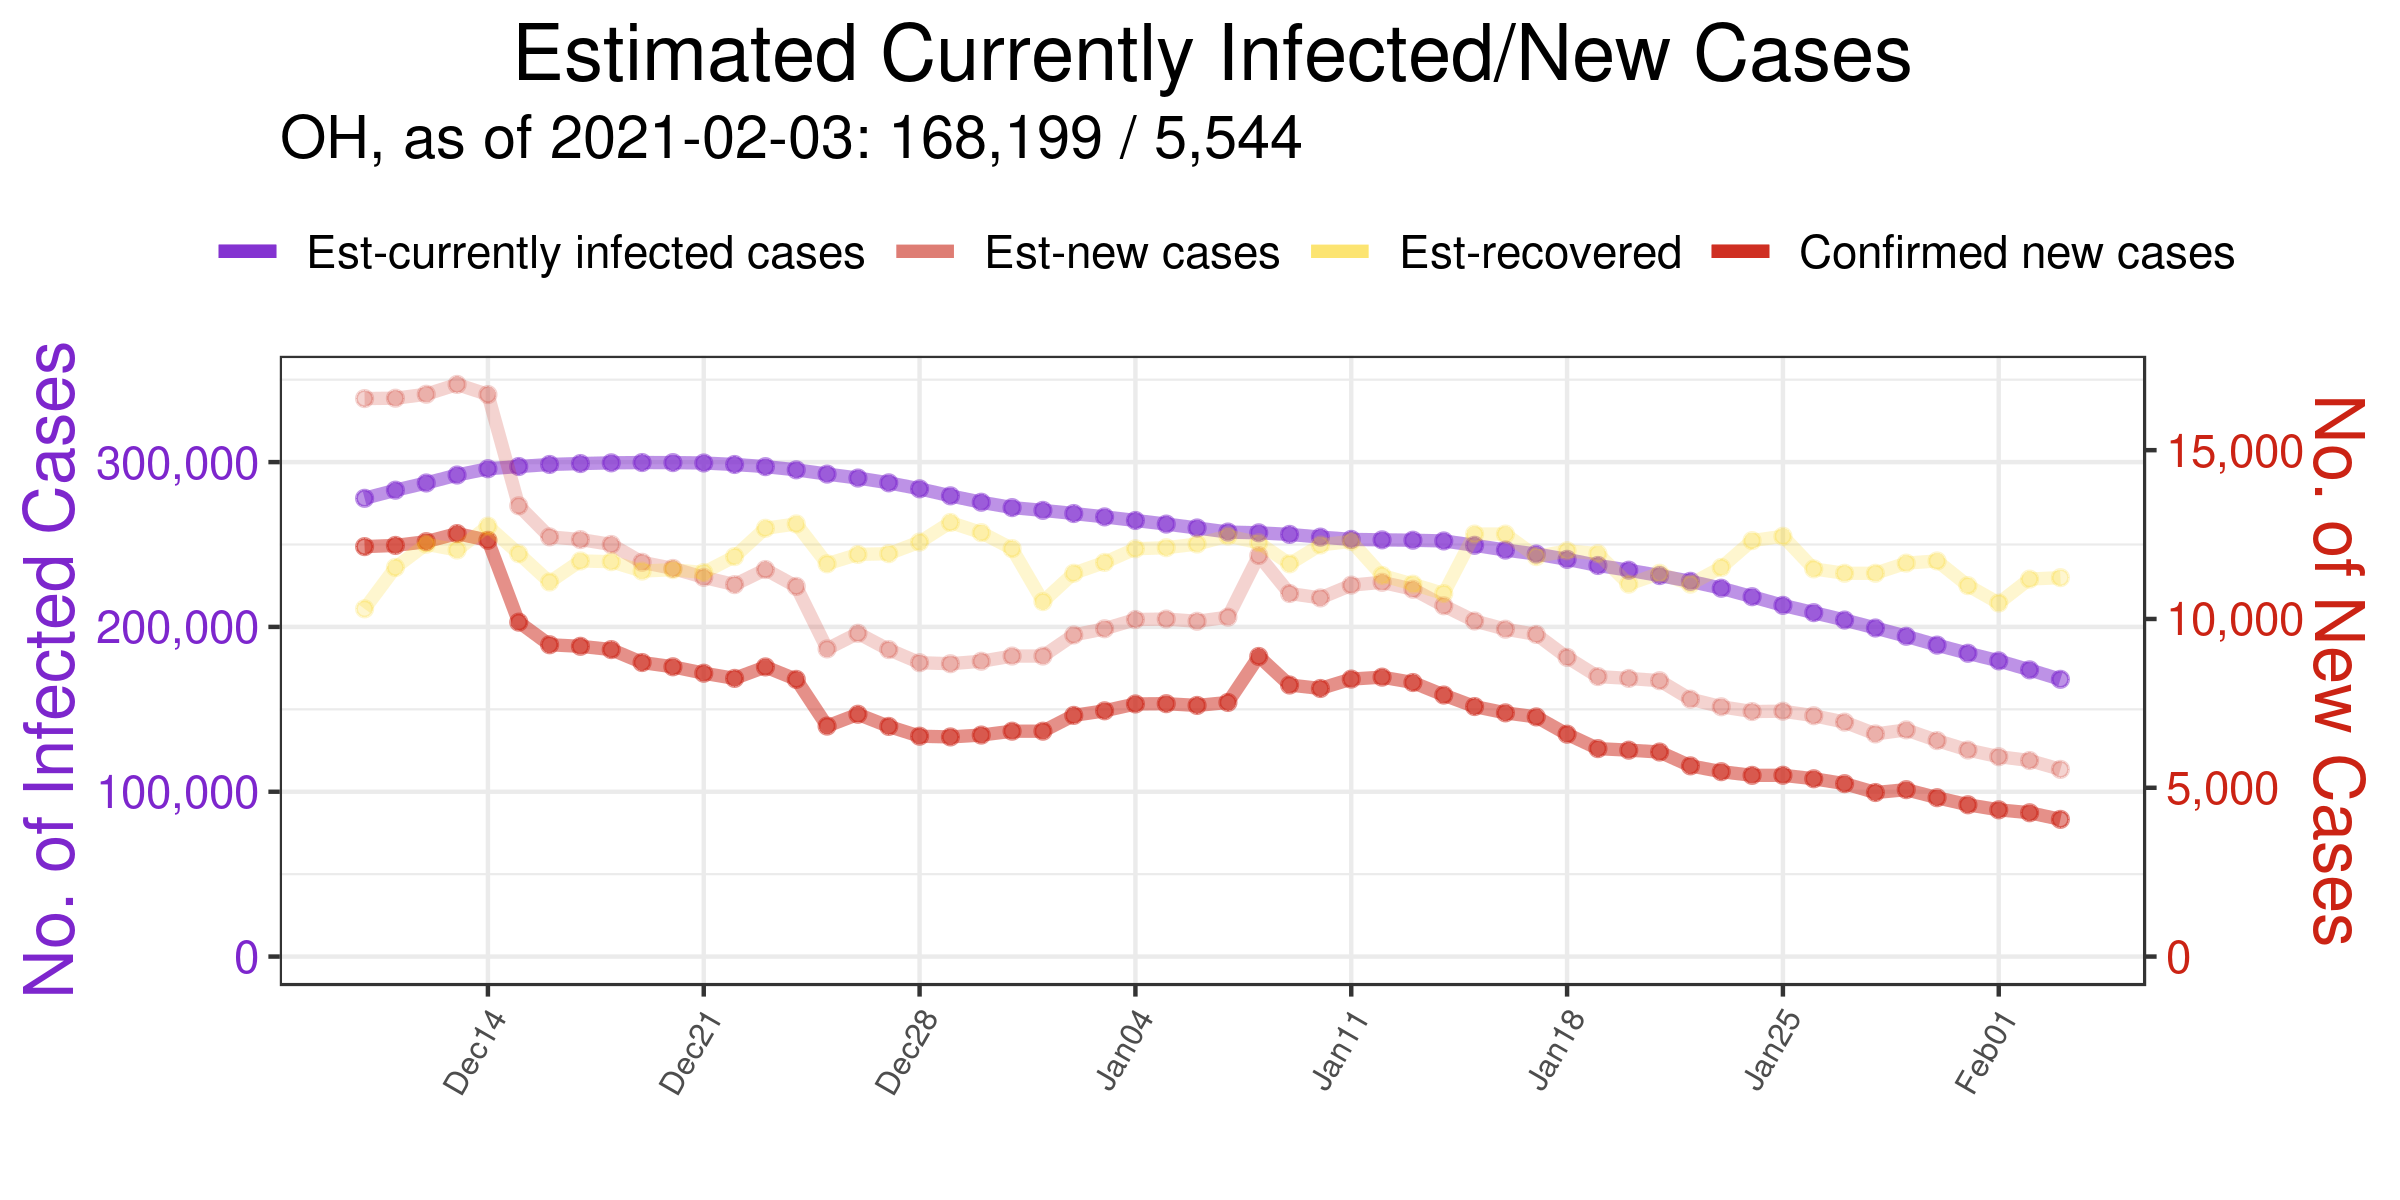 Estimated Currently Infected/New Cases
OH, as of 2021-02-03: 168,199 / 5,544
Est-currently infected cases Est-new cases Est-recovered Confirmed new cases
No. of Infected Cases
300,000
200,000
100,000
0
15,000
10,000
5,000
0
No. of New Cases
Dec14 Dec21 Dec28 Jan04 Jan11 Jan18 Jan25 Feb01